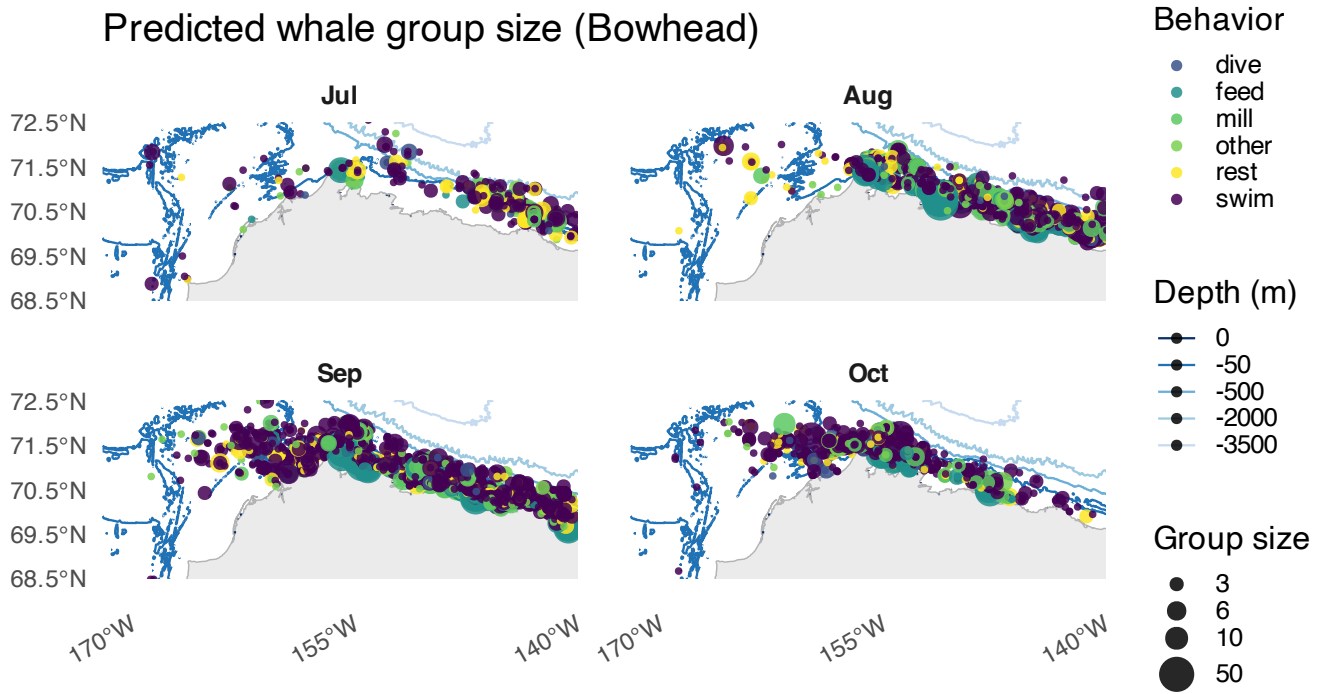 Predicted whale group size (Bowhead)
Jul
Aug
72.5°N
71.5°N
70.5°N
69.5°N
68.5°N
Sep
Oct
72.5°N
71.5°N
70.5°N
69.5°N
68.5°N
170°W
155°W
140°W
170°W
155°W
140°W
Behavior
dive
feed
mill
other
rest
swim
Depth (m)
0
-50
-500
-2000
-3500
Group size
3
6
10
50